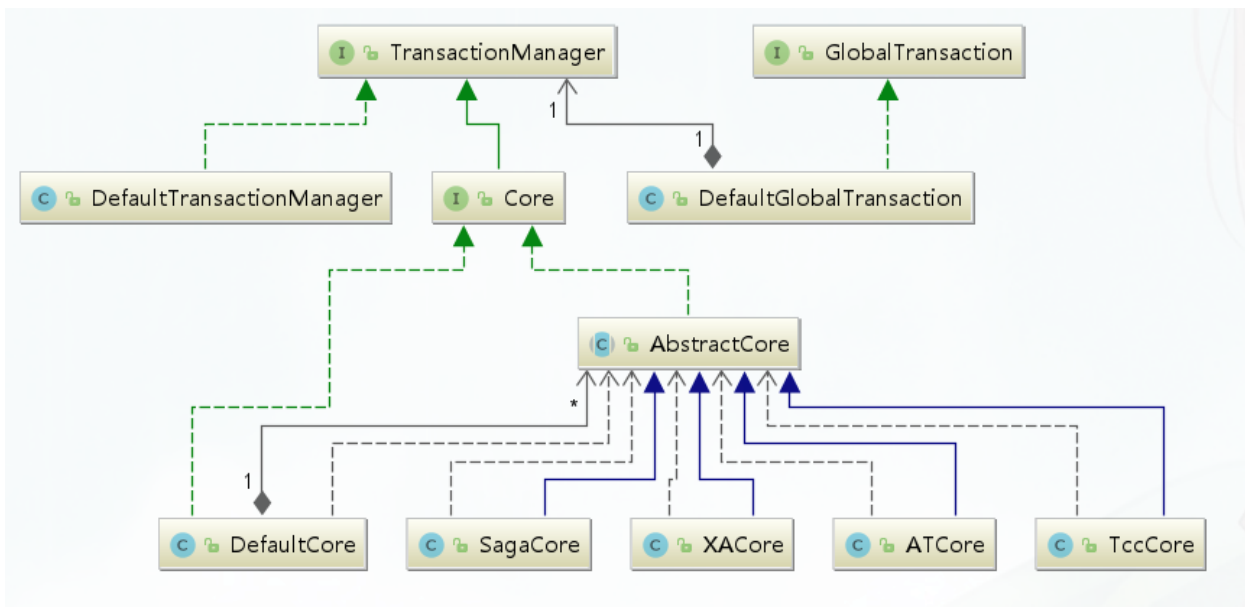 I TransactionManager
I GlobalTransaction
1
1
C DefaultTransactionManager
I Core
C DefaultGlobalTransaction
C AbstractCore
*
1
C DefaultCore
C SagaCore
C XACore
C ATCore
C TccCore